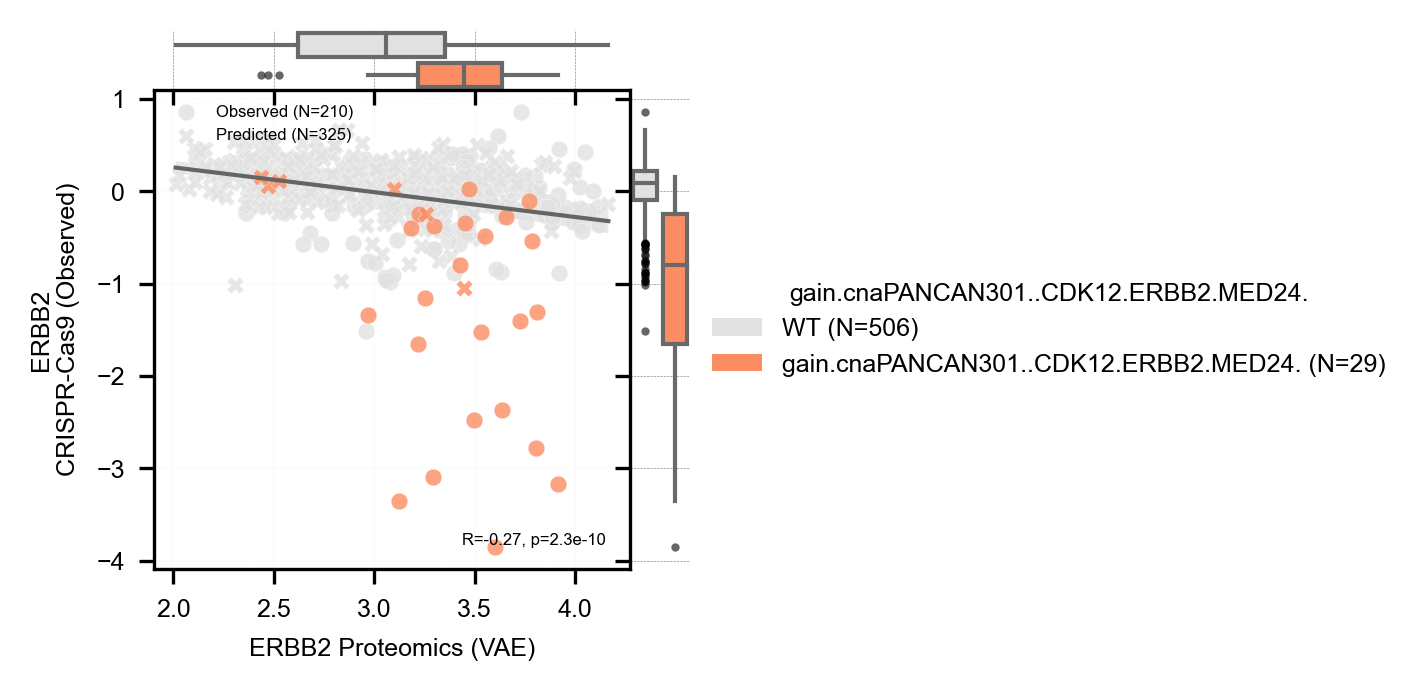 Observed (N=210)
Predicted (N=325)
1
0
−1
−2
−3
−4
ERBB2
CRISPR-Cas9 (Observed)
R=-0.27, p=2.3e-10
2.0 2.5 3.0 3.5 4.0
ERBB2 Proteomics (VAE)
gain.cnaPANCAN301..CDK12.ERBB2.MED24.
WT (N=506)
gain.cnaPANCAN301..CDK12.ERBB2.MED24. (N=29)